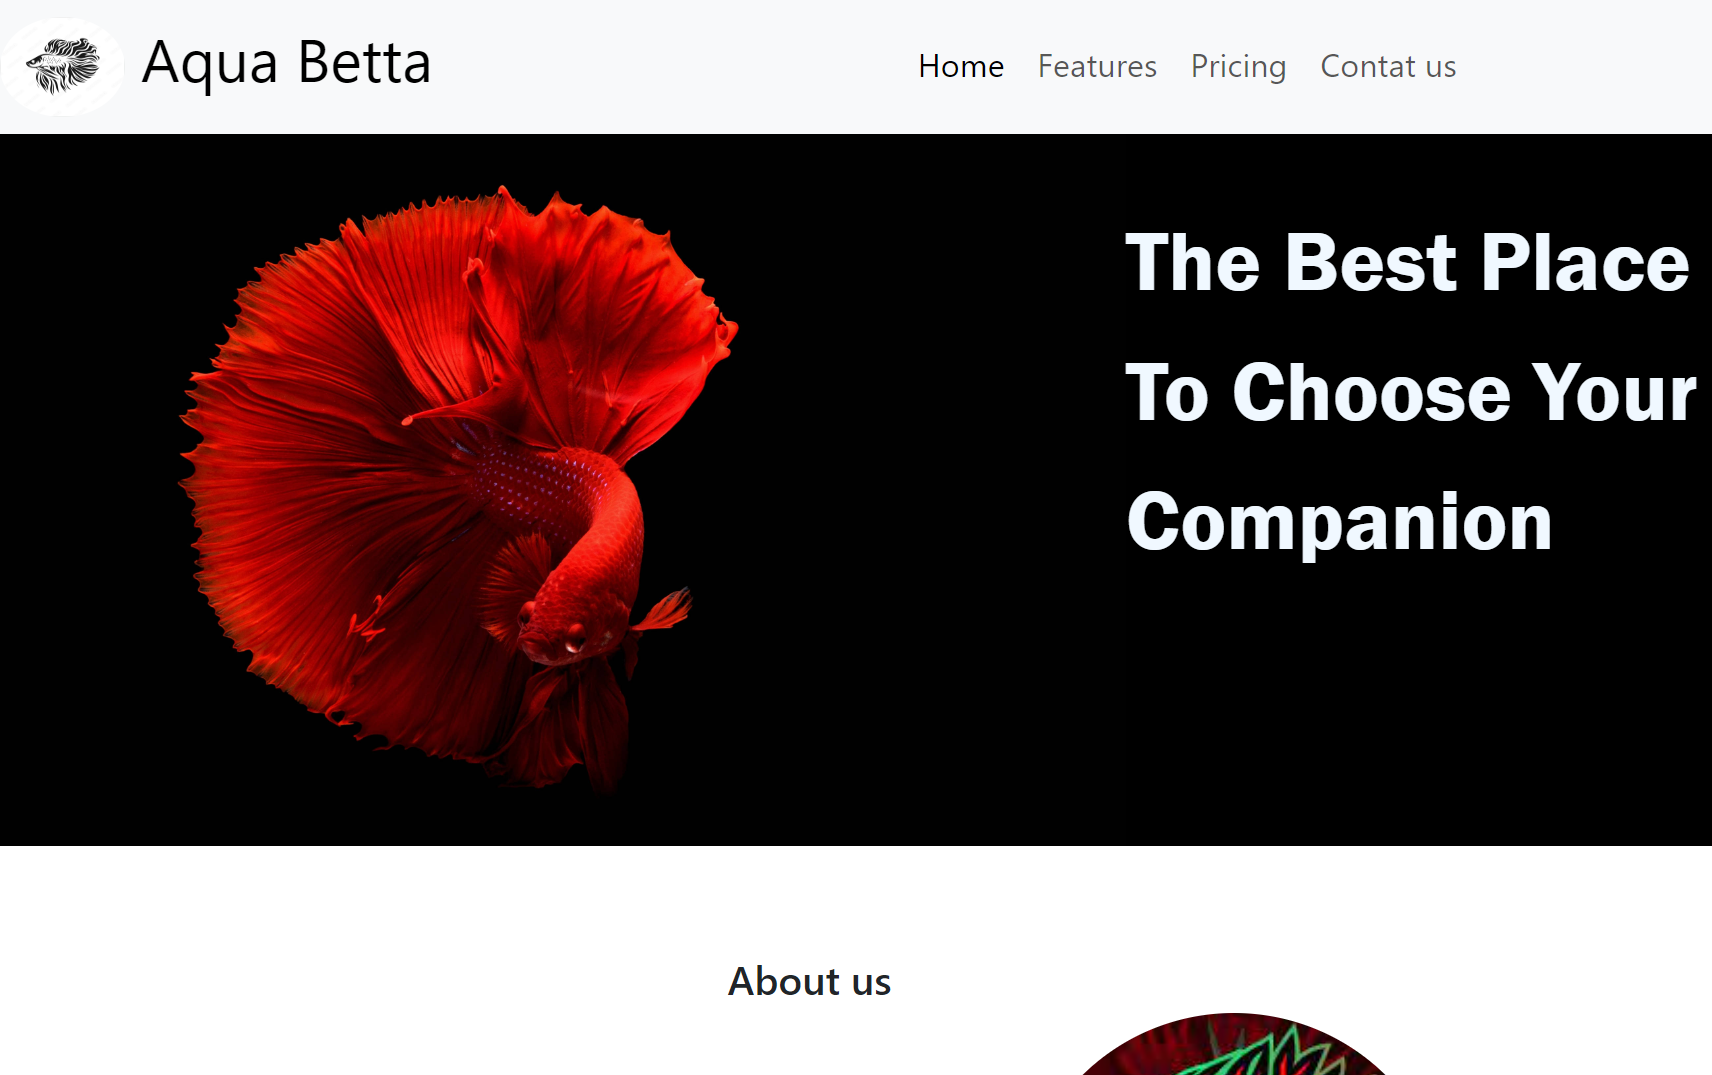 Aqua Betta
Home Features Pricing Contat us
The Best Place
To Choose Your
Companion
About us